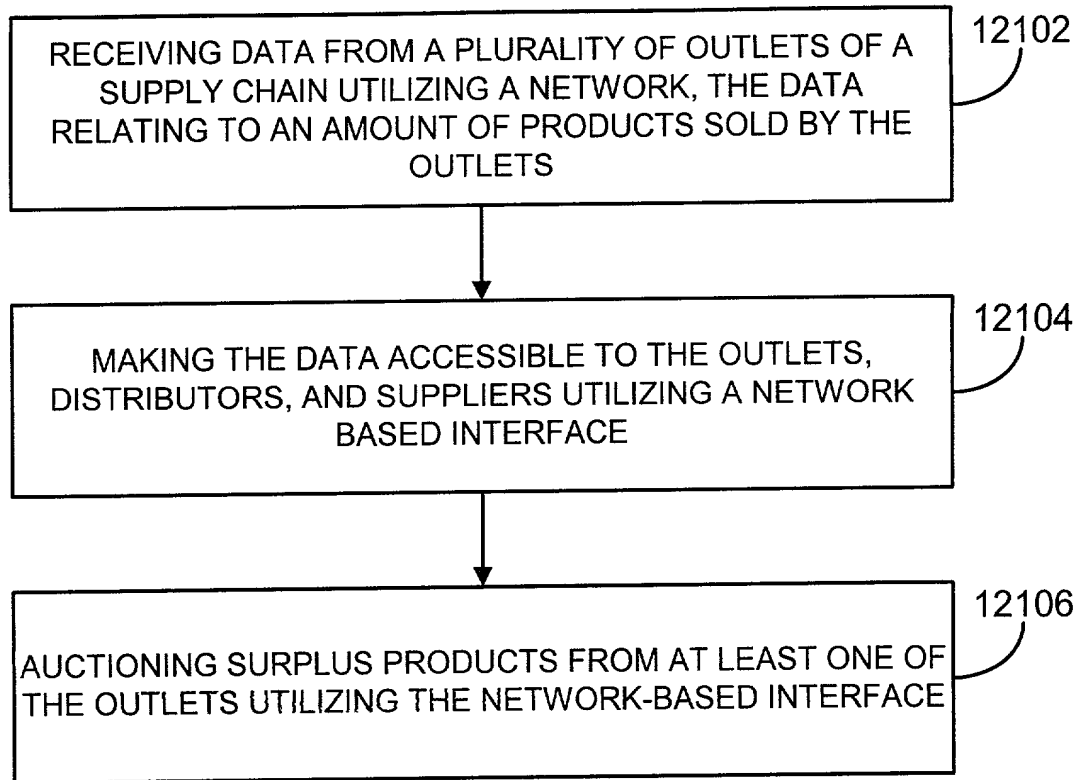 12102
RECEIVING DATA FROM A PLURALITY OF OUTLETS OF A
SUPPLY CHAIN UTILIZING A NETWORK, THE DATA
RELATING TO AN AMOUNT OF PRODUCTS SOLD BY THE
OUTLETS
12104
MAKING THE DATA ACCESSIBLE TO THE OUTLETS,
DISTRIBUTORS, AND SUPPLIERS UTILIZING A NETWORK
BASED INTERFACE
12106
AUCTIONING SURPLUS PRODUCTS FROM AT LEAST ONE OF
THE OUTLETS UTILIZING THE NETWORK-BASED INTERFACE